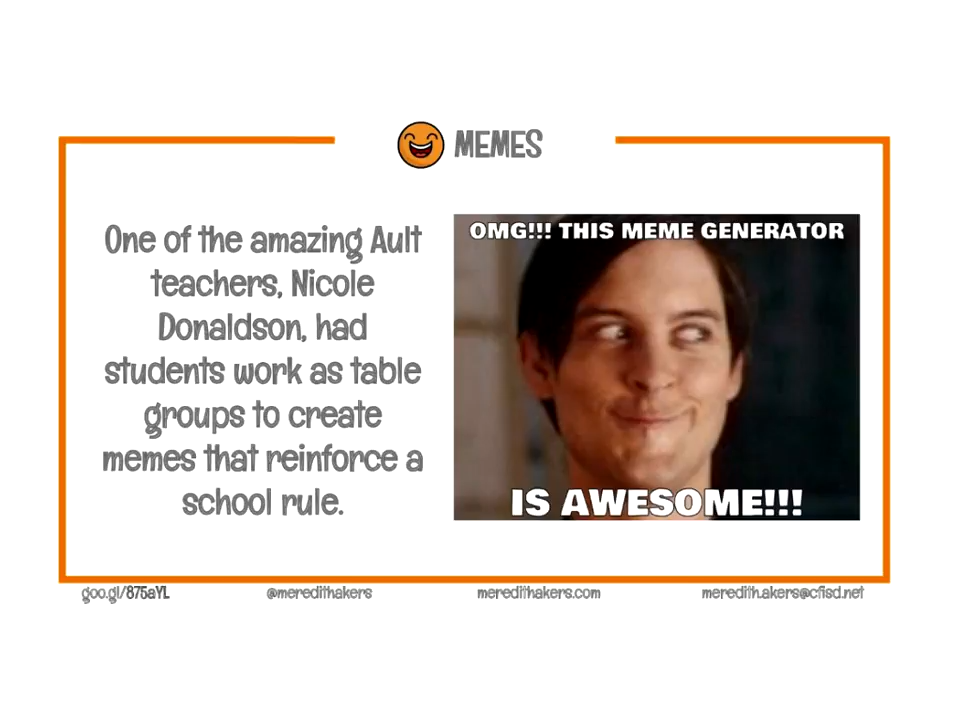 MEMES
One of the amazing Ault
teachers, Nicole
Donaldson, had
students work as table
groups to create
memes that reinforce a
school rule.
OMG!!! THIS MEME GENERATOR
IS AWESOME!!!
goo.gl/875aYL
@meredithakers
meredithakers.com
meredith.akers@cfisd.net